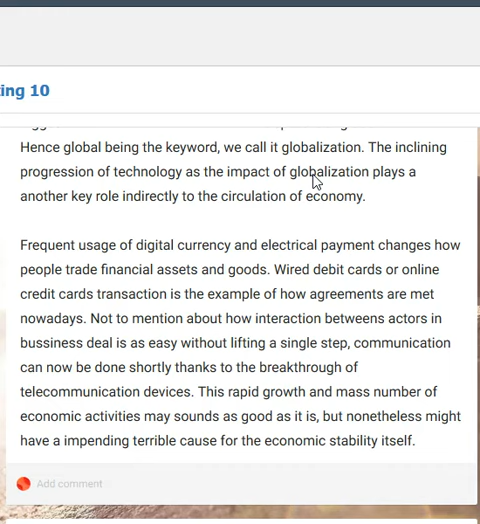 ing 10
Hence global being the keyword, we call it globalization. The inclining
progression of technology as the impact of globalization plays a
another key role indirectly to the circulation of economy.
Frequent usage of digital currency and electrical payment changes how
people trade financial assets and goods. Wired debit cards or online
credit cards transaction is the example of how agreements are met
nowadays. Not to mention about how interaction betweens actors in
bussiness deal is as easy without lifting a single step, communication
can now be done shortly thanks to the breakthrough of
telecommunication devices. This rapid growth and mass number of
economic activities may sounds as good as it is, but nonetheless might
have a impending terrible cause for the economic stability itself.
Add comment